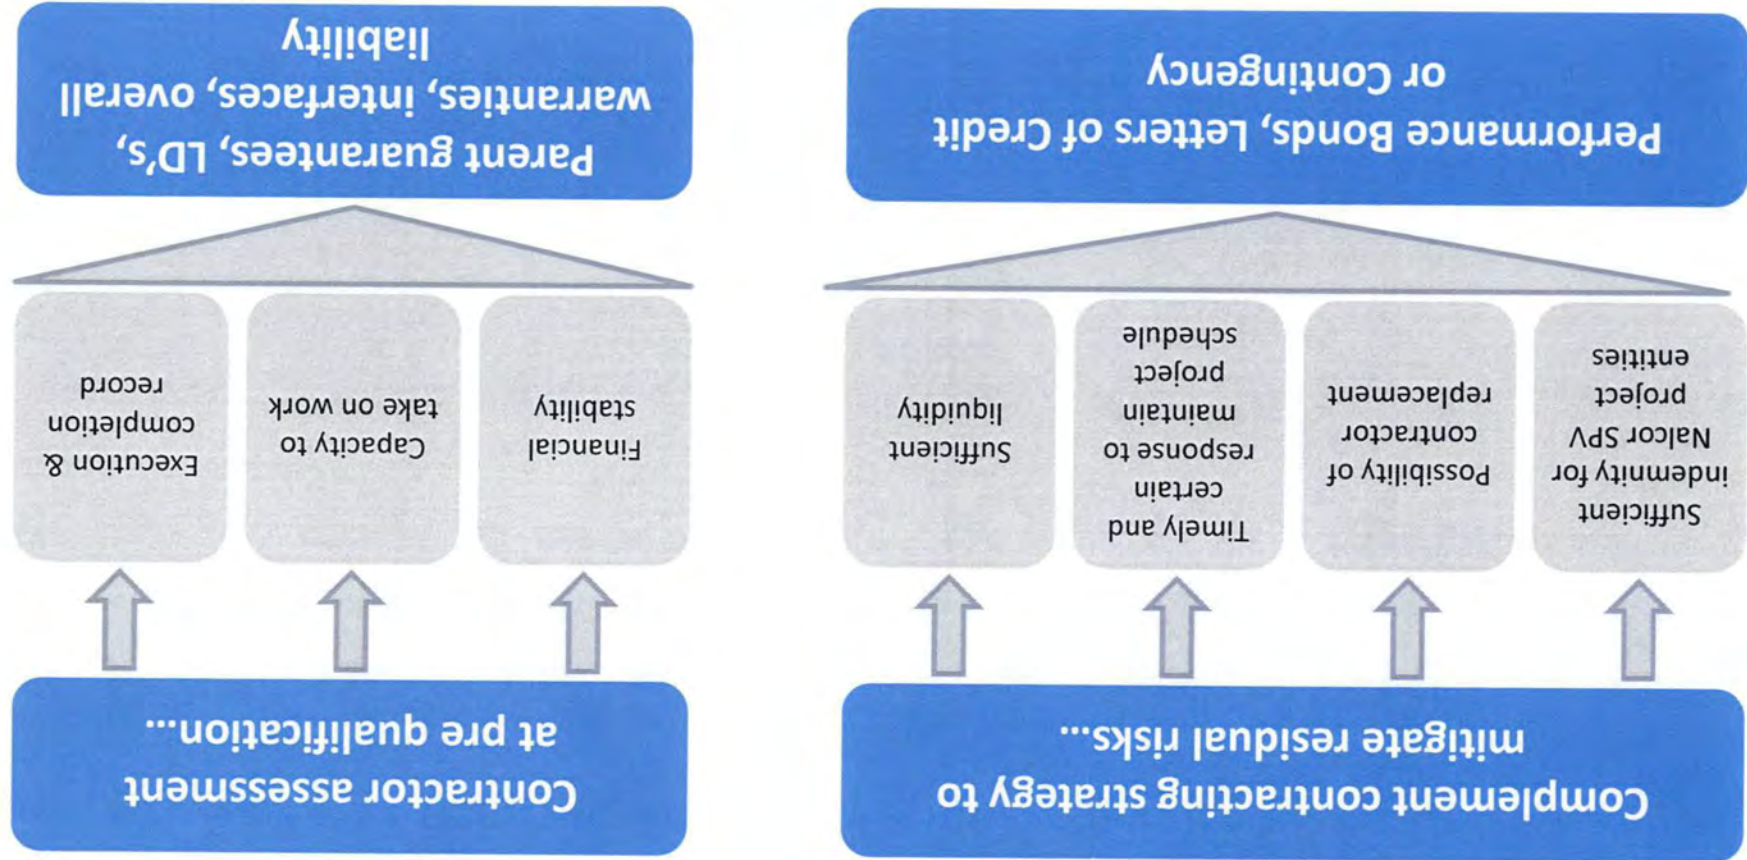 Complement contracting strategy to
mitigate residual risks...
Sufficient
indemnity for
Nalcor SPV
project
entities
Possibility of
contractor
replacement
Timely and
certain
response to
maintain
project
schedule
Sufficient
liquidity
Performance Bonds, Letters of Credit
or Contingency
Contractor assessment
at pre qualification...
Financial
stability
Capacity to
take on work
Execution &
completion
record
Parent guarantees, LD's,
warranties, interfaces, overall
liability